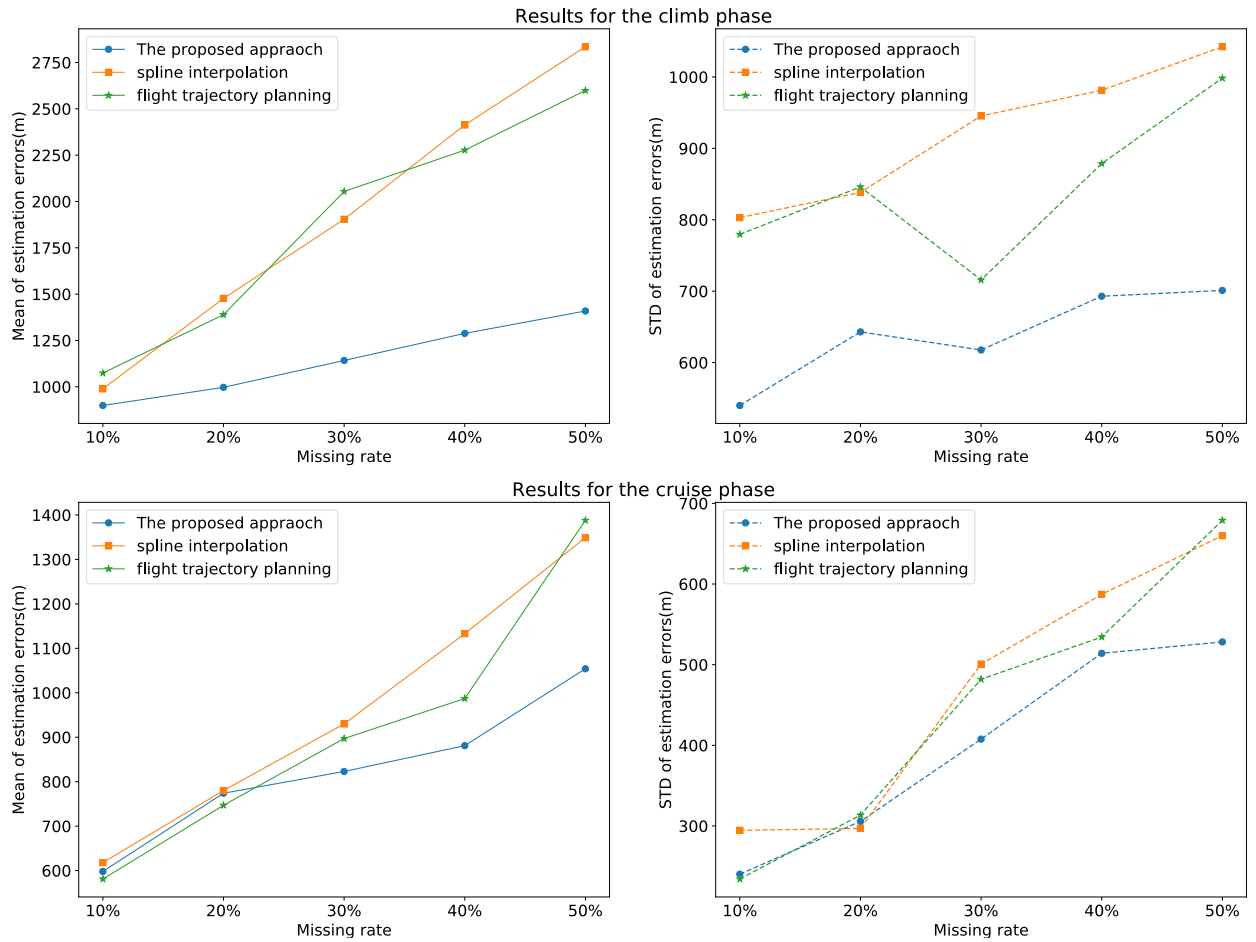 Results for the climb phase
The proposed appraoch
spline interpolation
flight trajectory planning
Mean of estimation errors(m)
2750
2500
2250
2000
1750
1500
1250
1000
10% 20% 30% 40% 50%
Missing rate
The proposed appraoch
spline interpolation
flight trajectory planning
STD of estimation errors(m)
1000
900
800
700
600
10% 20% 30% 40% 50%
Missing rate
Results for the cruise phase
The proposed appraoch
spline interpolation
flight trajectory planning
Mean of estimation errors(m)
1400
1300
1200
1100
1000
900
800
700
600
10% 20% 30% 40% 50%
Missing rate
The proposed appraoch
spline interpolation
flight trajectory planning
STD of estimation errors(m)
700
600
500
400
300
10% 20% 30% 40% 50%
Missing rate